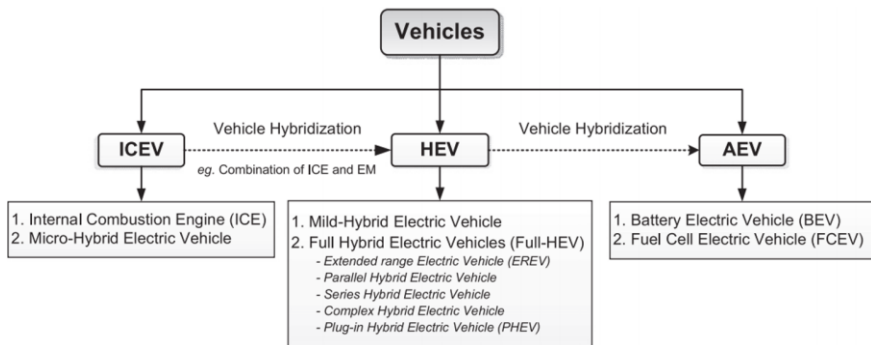 Vehicles
Vehicle Hybridization
Vehicle Hybridization
ICEV
HEV
AEV
eg. Combination of ICE and EM
1. Internal Combustion Engine (ICE)
2. Micro-Hybrid Electric Vehicle
1. Mild-Hybrid Electric Vehicle
2. Full Hybrid Electric Vehicles (Full-HEV)
- Extended range Electric Vehicle (EREV)
- Parallel Hybrid Electric Vehicle
- Series Hybrid Electric Vehicle
- Complex Hybrid Electric Vehicle
- Plug-in Hybrid Electric Vehicle (PHEV)
1. Battery Electric Vehicle (BEV)
2. Fuel Cell Electric Vehicle (FCEV)